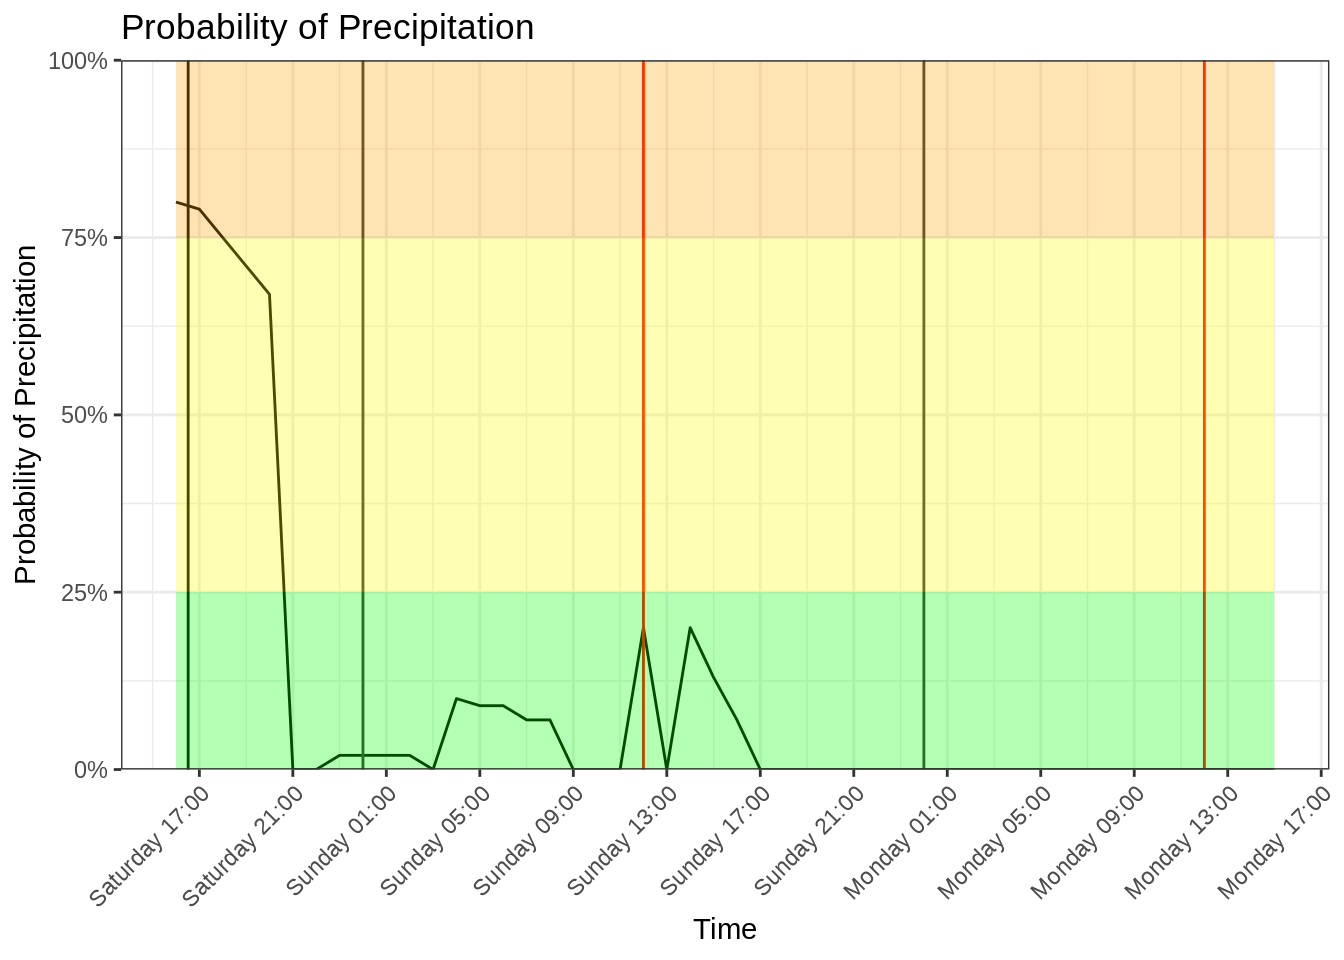 Probability of Precipitation
Probability of Precipitation
100%
75%
50%
25%
0%
Saturday 17:00
Saturday 21:00
Sunday 01:00
Sunday 05:00
Sunday 09:00
Sunday 13:00
Sunday 17:00
Sunday 21:00
Monday 01:00
Monday 05:00
Monday 09:00
Monday 13:00
Monday 17:00
Time